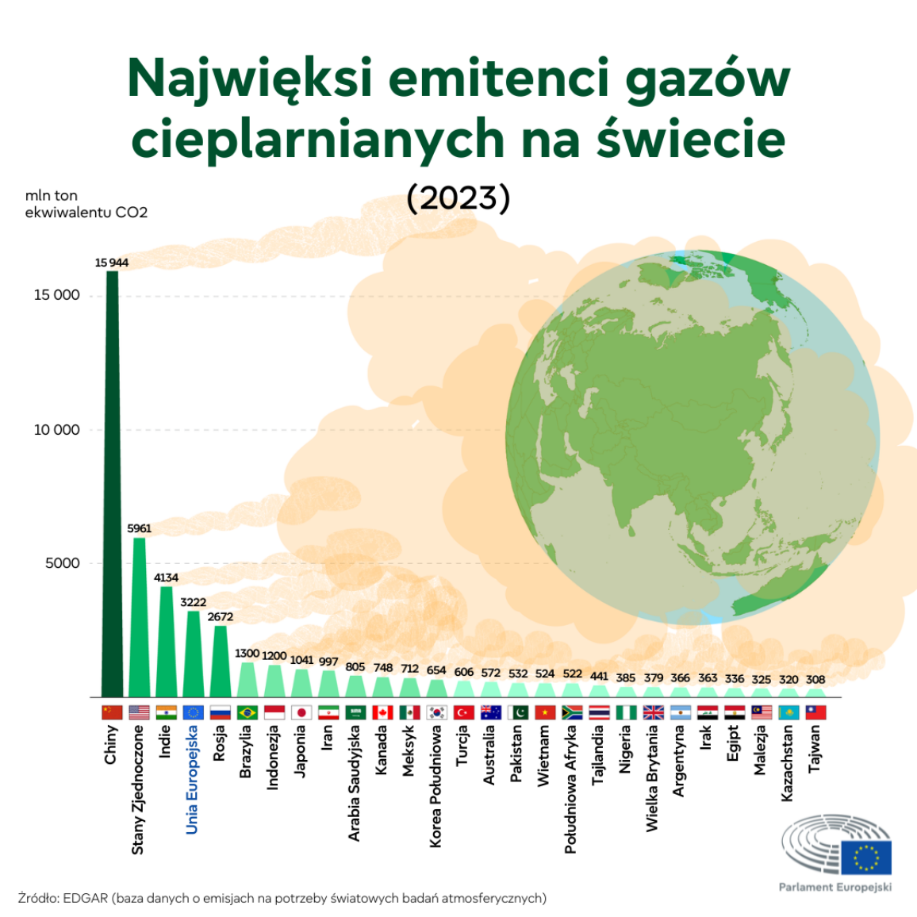 Najwięksi emitenci gazów
cieplarnianych na świecie
(2023)
mln ton
ekwiwalentu CO2
15 944
15 000
10 000
5961
5000
4134
3222
2672
1300
1200
1041
997
805
748
712
654
606
572
532
524
522
441
385
379
366
363
336
325
320
308
Chiny
Stany Zjednoczone
Indie
Unia Europejska
Rosja
Brazylia
Indonezja
Japonia
Iran
Arabia Saudyjska
Kanada
Meksyk
Korea Południowa
Turcja
Australia
Pakistan
Wietnam
Południowa Afryka
Tajlandia
Nigeria
Wielka Brytania
Argentyna
Irak
Egipt
Malezja
Kazachstan
Tajwan
Parlament Europejski
Źródło: EDGAR (baza danych o emisjach na potrzeby światowych badań atmosferycznych)